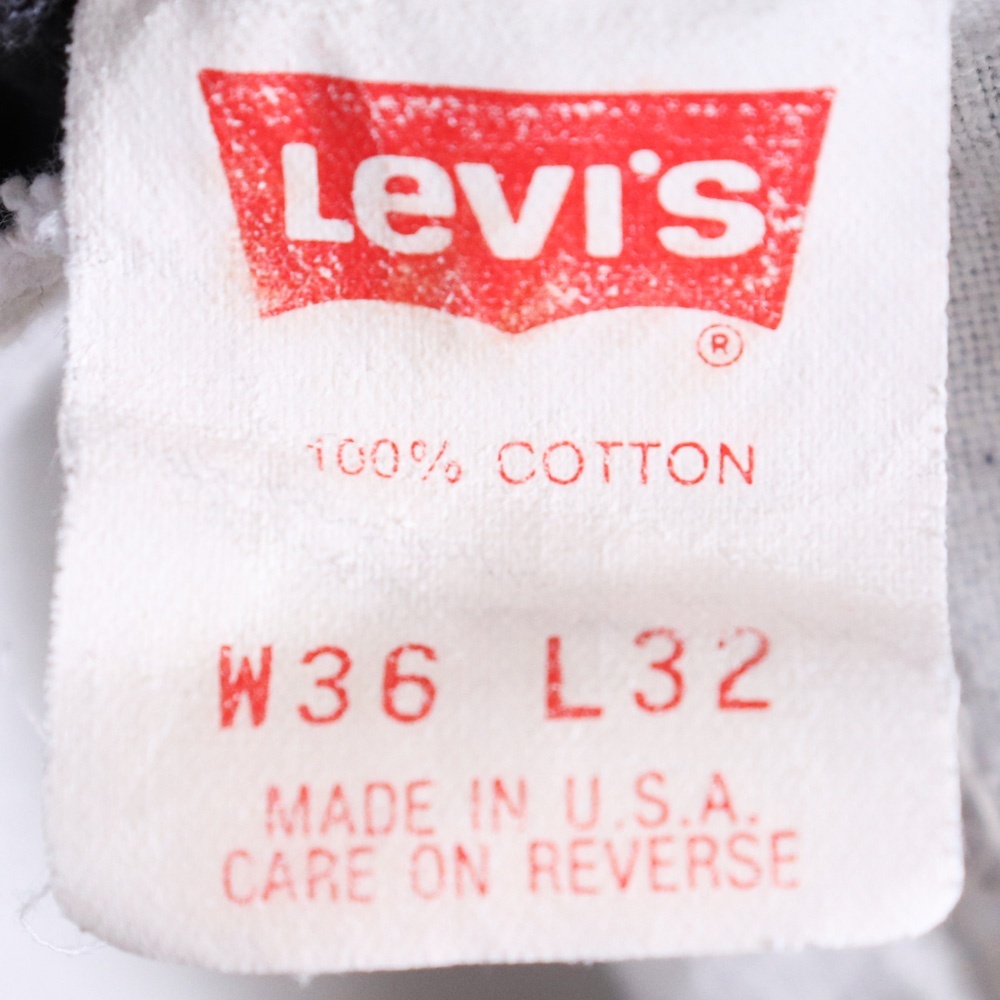 Levi's
®
100% COTTON
W36 L32
MADE IN U.S.A.
CARE ON REVERSE